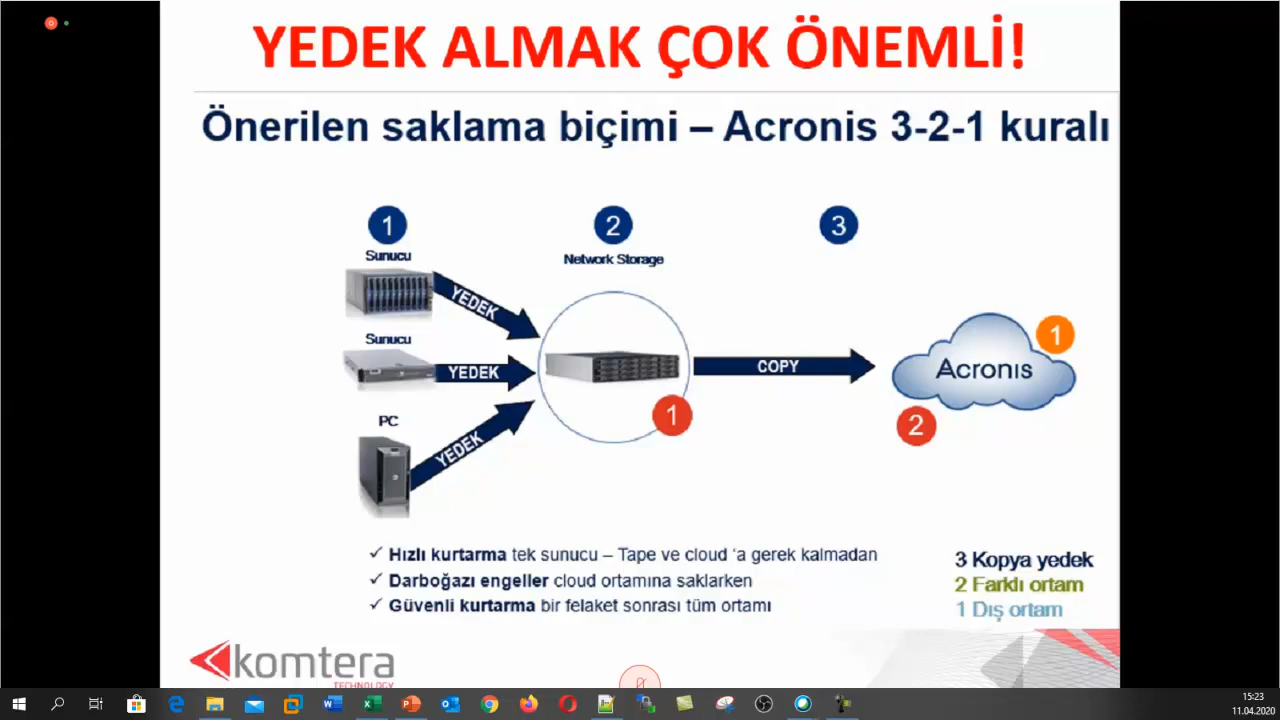 YEDEK ALMAK ÇOK ÖNEMLİ!
Önerilen saklama biçimi – Acronis 3-2-1 kuralı
1
2
3
Sunucu
Network Storage
YEDEK
Sunucu
YEDEK
COPY
1
Acronis
PC
1
2
YEDEK
✓ Hızlı kurtarma tek sunucu – Tape ve cloud 'a gerek kalmadan
✓ Darboğazı engeller cloud ortamına saklarken
✓ Güvenli kurtarma bir felaket sonrası tüm ortamı
3 Kopya yedek
2 Farklı ortam
1 Dış ortam
komtera
TECHNOLOGY
15:23
11.04.2020